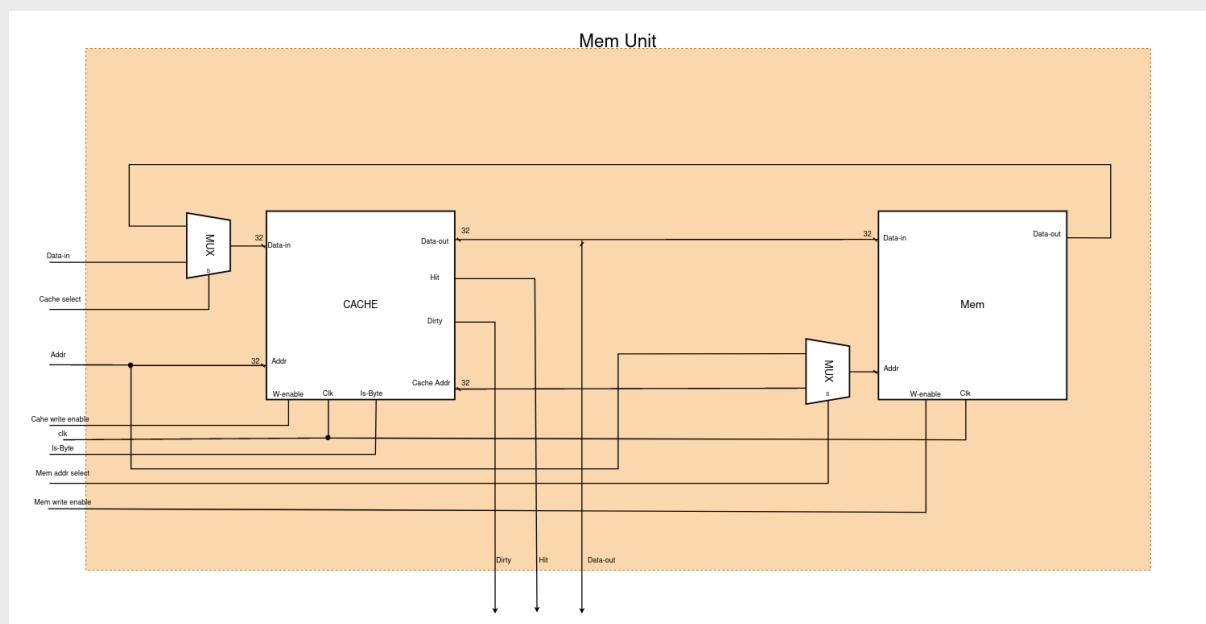 Mem Unit
MUX
s
Data-in
Cache select
Addr
Cahe write enable
clk
Is-Byte
Mem addr select
Mem write enable
32
Data-in
32
Addr
W-enable
Clk
Is-Byte
CACHE
Data-out
32
Hit
Dirty
Cache Addr
32
MUX
s
32
Data-in
Data-out
Mem
Addr
W-enable
Clk
Dirty
Hit
Data-out